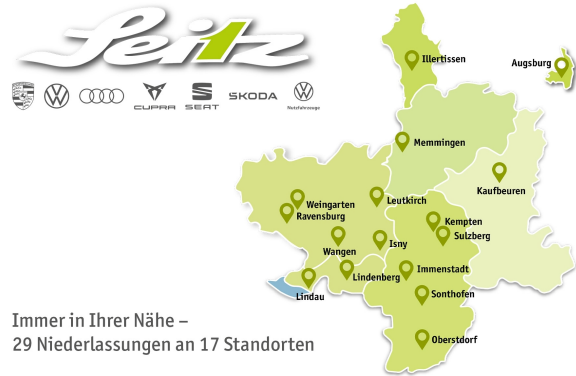 Seitz
CUPRA
SEAT
SKODA
Nutzfahrzeuge
Illertissen
Augsburg
Memmingen
Kaufbeuren
Leutkirch
Weingarten
Ravensburg
Kempten
Sulzberg
Wangen
Isny
Lindenberg
Immenstadt
Lindau
Sonthofen
Oberstdorf
Immer in Ihrer Nähe –
29 Niederlassungen an 17 Standorten